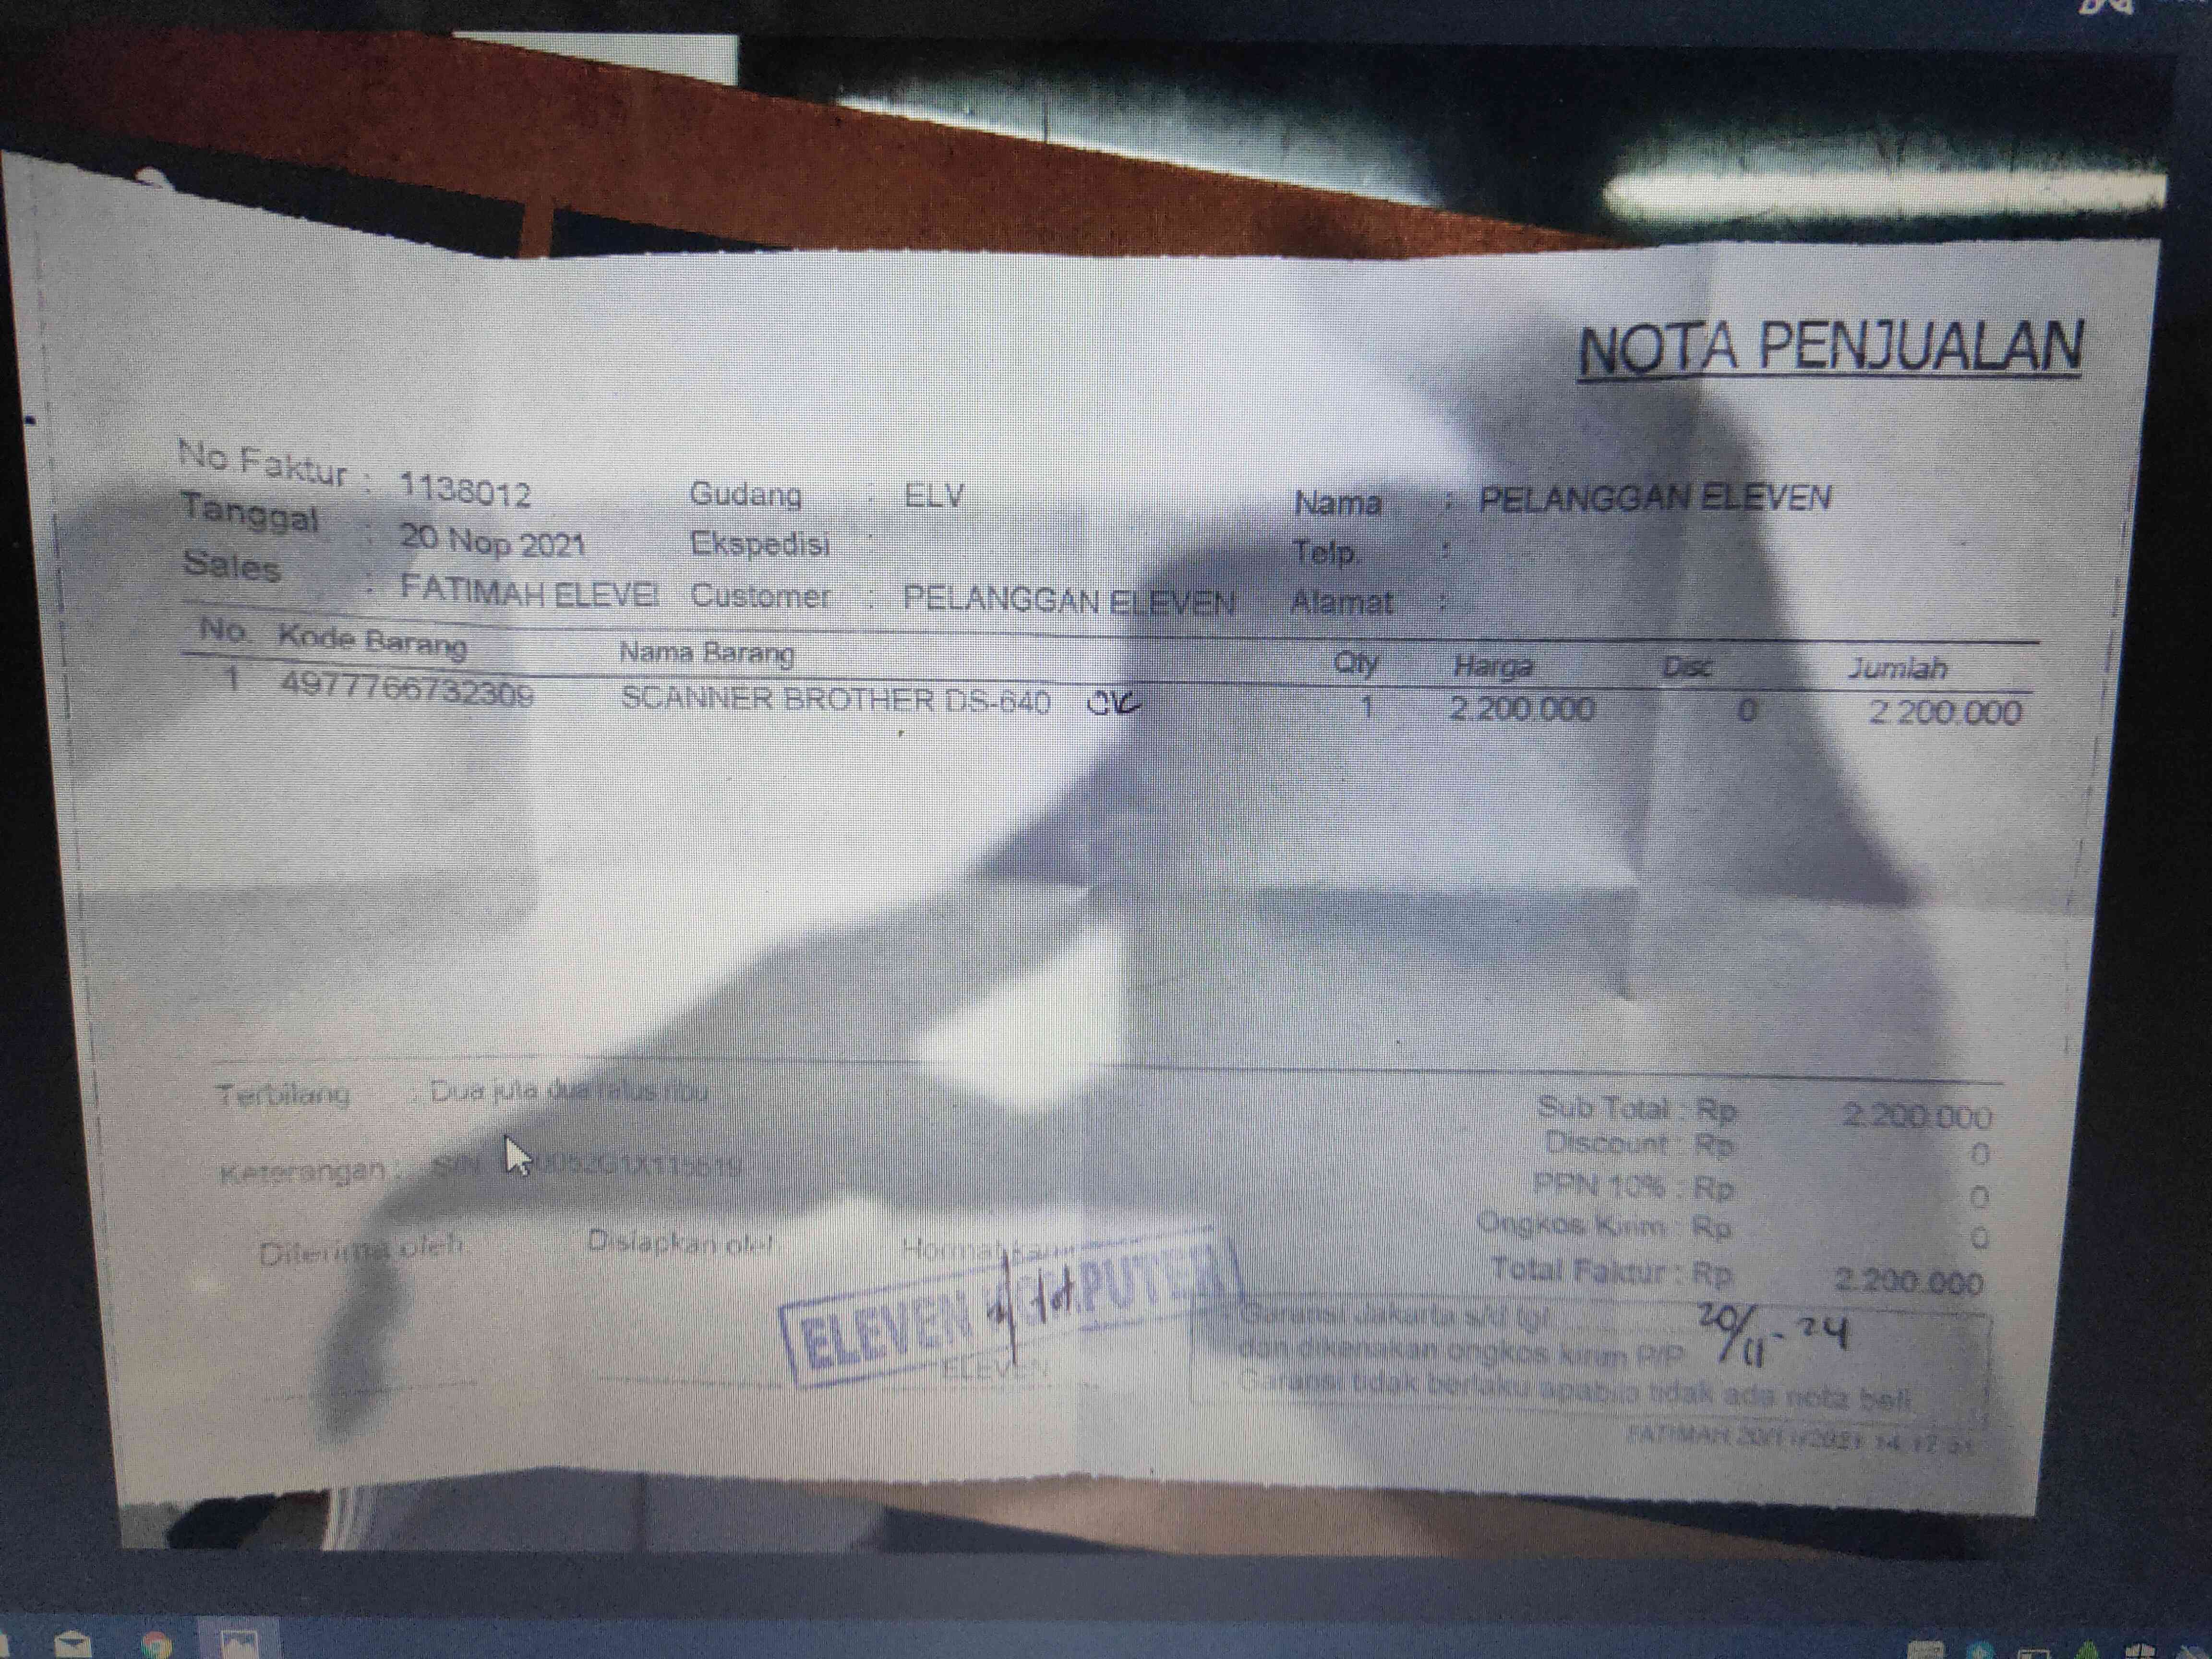 NOTA PENJUALAN
No Faktur : 1138012 Gudang : ELV Nama : PELANGGAN ELEVEN
Tanggal : 20 Nop 2021 Ekspedisi : Telp. :
Sales : FATIMAH ELEVEI Customer : PELANGGAN ELEVEN Alamat :
No. Kode Barang Nama Barang Qty Harga Disc Jumlah
1 4977766732309 SCANNER BROTHER DS-640 OK 1 2.200.000 0 2.200.000
Terbilang : Dua juta dua ratus ribu
Keterangan : S/N
Sub Total : Rp 2.200.000
Discount : Rp 0
PPN 10% : Rp 0
Ongkos Kirim : Rp 0
Total Faktur : Rp 2.200.000
Diterima oleh Disiapkan oleh
ELEVEN KOMPUTER
ELEVEN
Garansi Jakarta s/d tgl 20/11-24
dan dikenakan ongkos kirim P/P
Garansi tidak berlaku apabila tidak ada nota beli
FATIMAH 20/11/2021